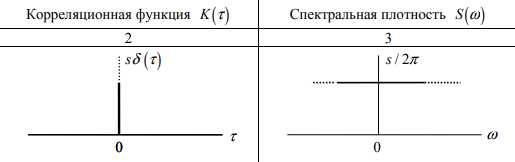 Корреляционная функция K(τ) Спектральная плотность S(ω)
2 3
sδ(τ) s/2π
τ ω
0 0